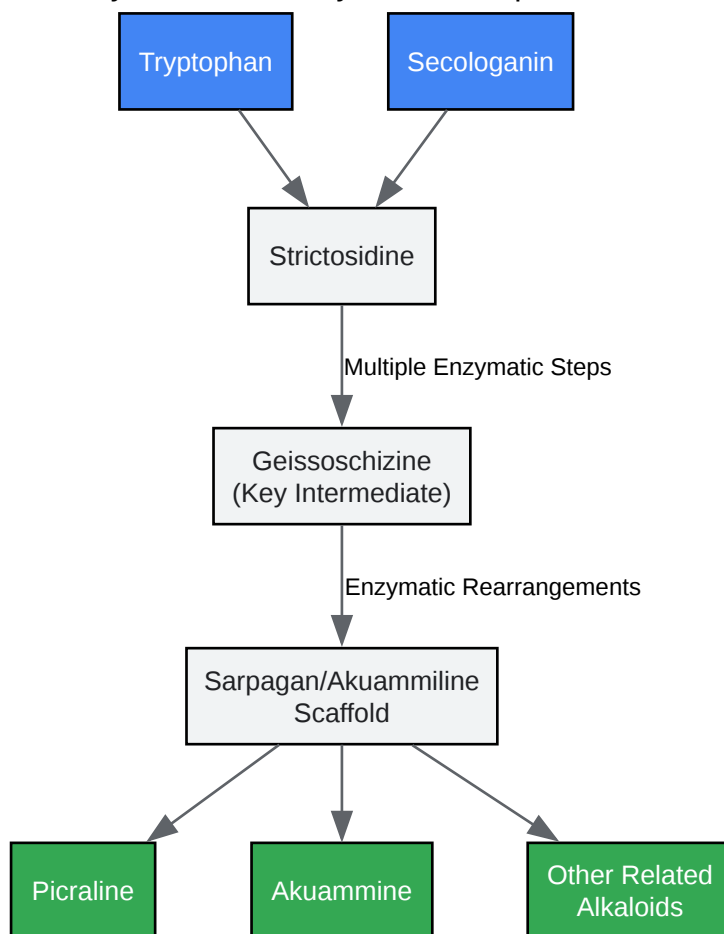 Tryptophan
Secologanin
Strictosidine
Multiple Enzymatic Steps
Geissoschizine
(Key Intermediate)
Enzymatic Rearrangements
Sarpagan/Akuammiline
Scaffold
Picraline
Akuammine
Other Related
Alkaloids